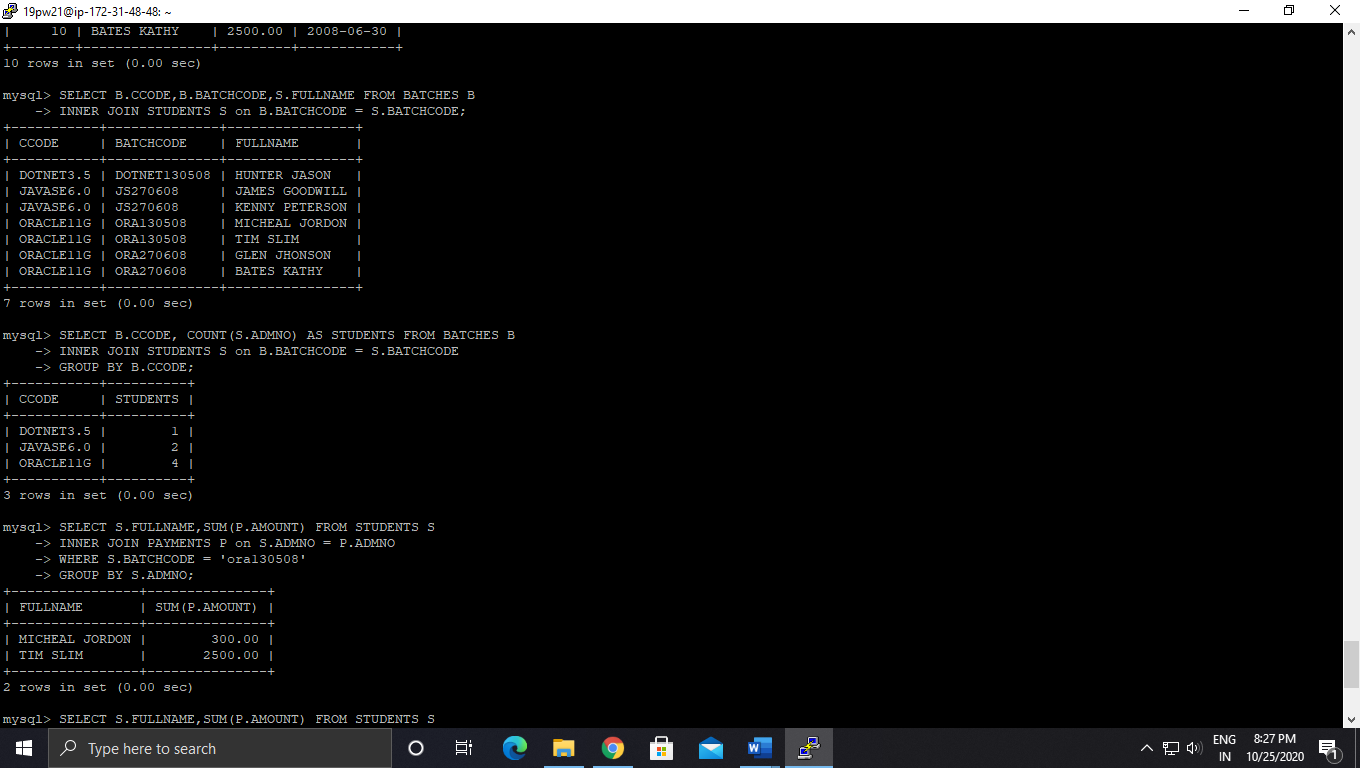 19pw21@ip-172-31-48-48: ~
|     10 | BATES KATHY    | 2500.00 | 2008-06-30 |
+--------+----------------+---------+------------+
10 rows in set (0.00 sec)
mysql> SELECT B.CCODE,B.BATCHCODE,S.FULLNAME FROM BATCHES B
    -> INNER JOIN STUDENTS S on B.BATCHCODE = S.BATCHCODE;
+-----------+--------------+----------------+
| CCODE     | BATCHCODE    | FULLNAME       |
+-----------+--------------+----------------+
| DOTNET3.5 | DOTNET130508 | HUNTER JASON   |
| JAVASE6.0 | JS270608     | JAMES GOODWILL |
| JAVASE6.0 | JS270608     | KENNY PETERSON |
| ORACLE11G | ORA130508    | MICHEAL JORDON |
| ORACLE11G | ORA130508    | TIM SLIM       |
| ORACLE11G | ORA270608    | GLEN JHONSON   |
| ORACLE11G | ORA270608    | BATES KATHY    |
+-----------+--------------+----------------+
7 rows in set (0.00 sec)
mysql> SELECT B.CCODE, COUNT(S.ADMNO) AS STUDENTS FROM BATCHES B
    -> INNER JOIN STUDENTS S on B.BATCHCODE = S.BATCHCODE
    -> GROUP BY B.CCODE;
+-----------+----------+
| CCODE     | STUDENTS |
+-----------+----------+
| DOTNET3.5 |        1 |
| JAVASE6.0 |        2 |
| ORACLE11G |        4 |
+-----------+----------+
3 rows in set (0.00 sec)
mysql> SELECT S.FULLNAME,SUM(P.AMOUNT) FROM STUDENTS S
    -> INNER JOIN PAYMENTS P on S.ADMNO = P.ADMNO
    -> WHERE S.BATCHCODE = 'ora130508'
    -> GROUP BY S.ADMNO;
+----------------+---------------+
| FULLNAME       | SUM(P.AMOUNT) |
+----------------+---------------+
| MICHEAL JORDON |        300.00 |
| TIM SLIM       |       2500.00 |
+----------------+---------------+
2 rows in set (0.00 sec)
mysql> SELECT S.FULLNAME,SUM(P.AMOUNT) FROM STUDENTS S
Type here to search
ENG
IN
8:27 PM
10/25/2020
1